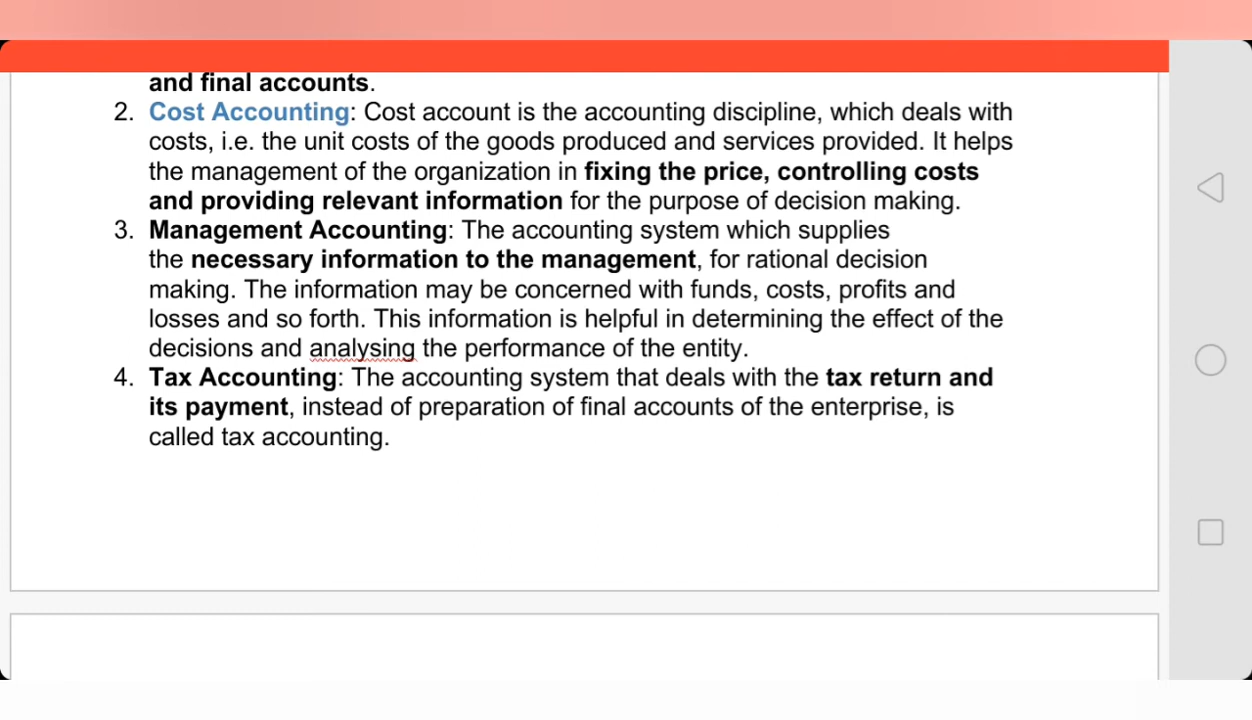 and final accounts.
2. Cost Accounting: Cost account is the accounting discipline, which deals with
costs, i.e. the unit costs of the goods produced and services provided. It helps
the management of the organization in fixing the price, controlling costs
and providing relevant information for the purpose of decision making.
3. Management Accounting: The accounting system which supplies
the necessary information to the management, for rational decision
making. The information may be concerned with funds, costs, profits and
losses and so forth. This information is helpful in determining the effect of the
decisions and analysing the performance of the entity.
4. Tax Accounting: The accounting system that deals with the tax return and
its payment, instead of preparation of final accounts of the enterprise, is
called tax accounting.